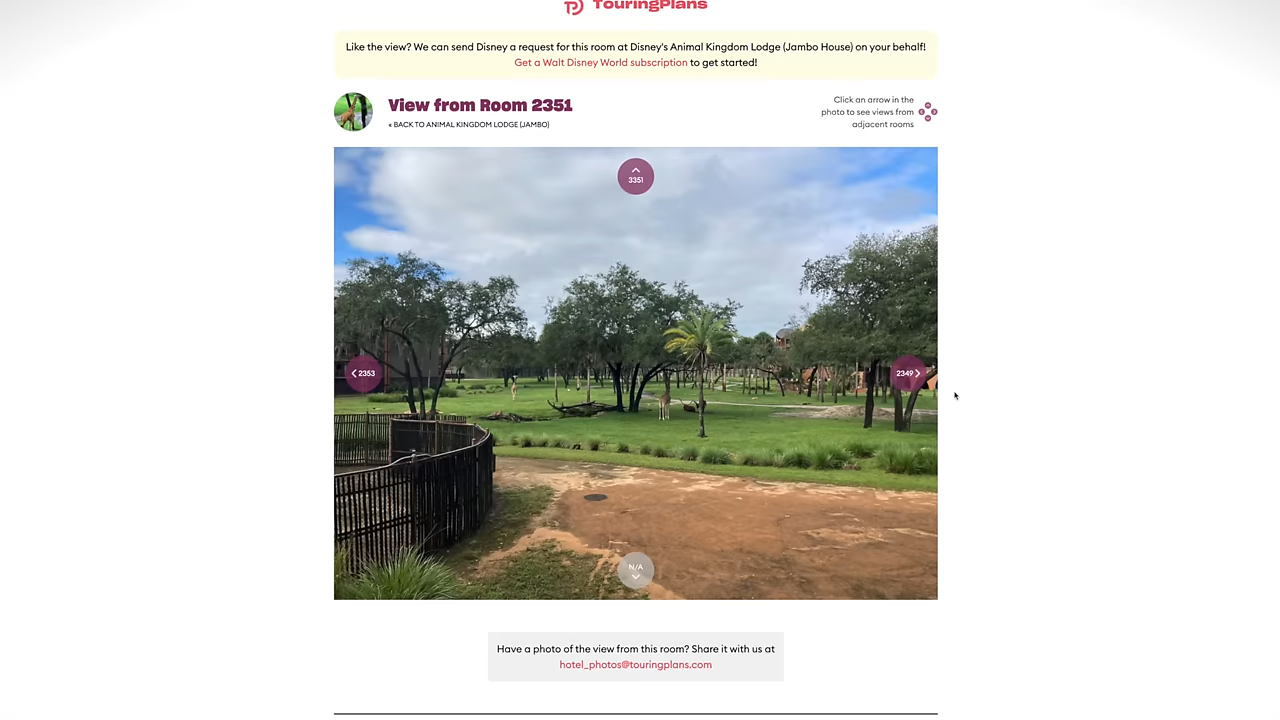 TouringPlans
Like the view? We can send Disney a request for this room at Disney's Animal Kingdom Lodge (Jambo House) on your behalf!
Get a Walt Disney World subscription to get started!
View from Room 2351
« BACK TO ANIMAL KINGDOM LODGE (JAMBO)
Click an arrow in the
photo to see views from
adjacent rooms
3351
2353
2349
N/A
Have a photo of the view from this room? Share it with us at
hotel_photos@touringplans.com